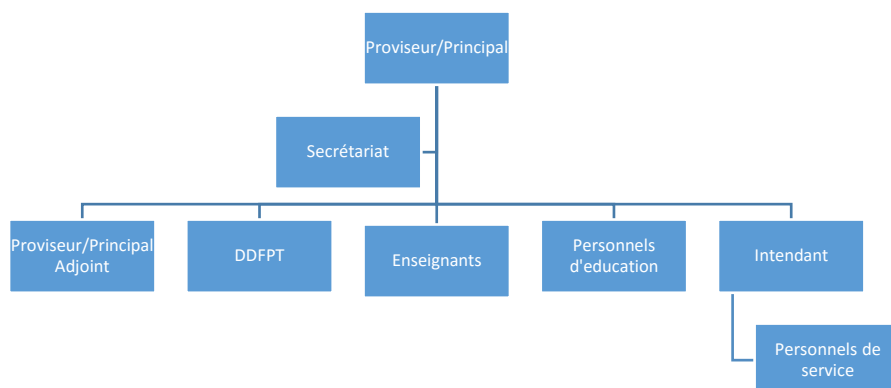 Proviseur/Principal
Secrétariat
Proviseur/Principal
Adjoint
DDFPT
Enseignants
Personnels
d'education
Intendant
Personnels de
service